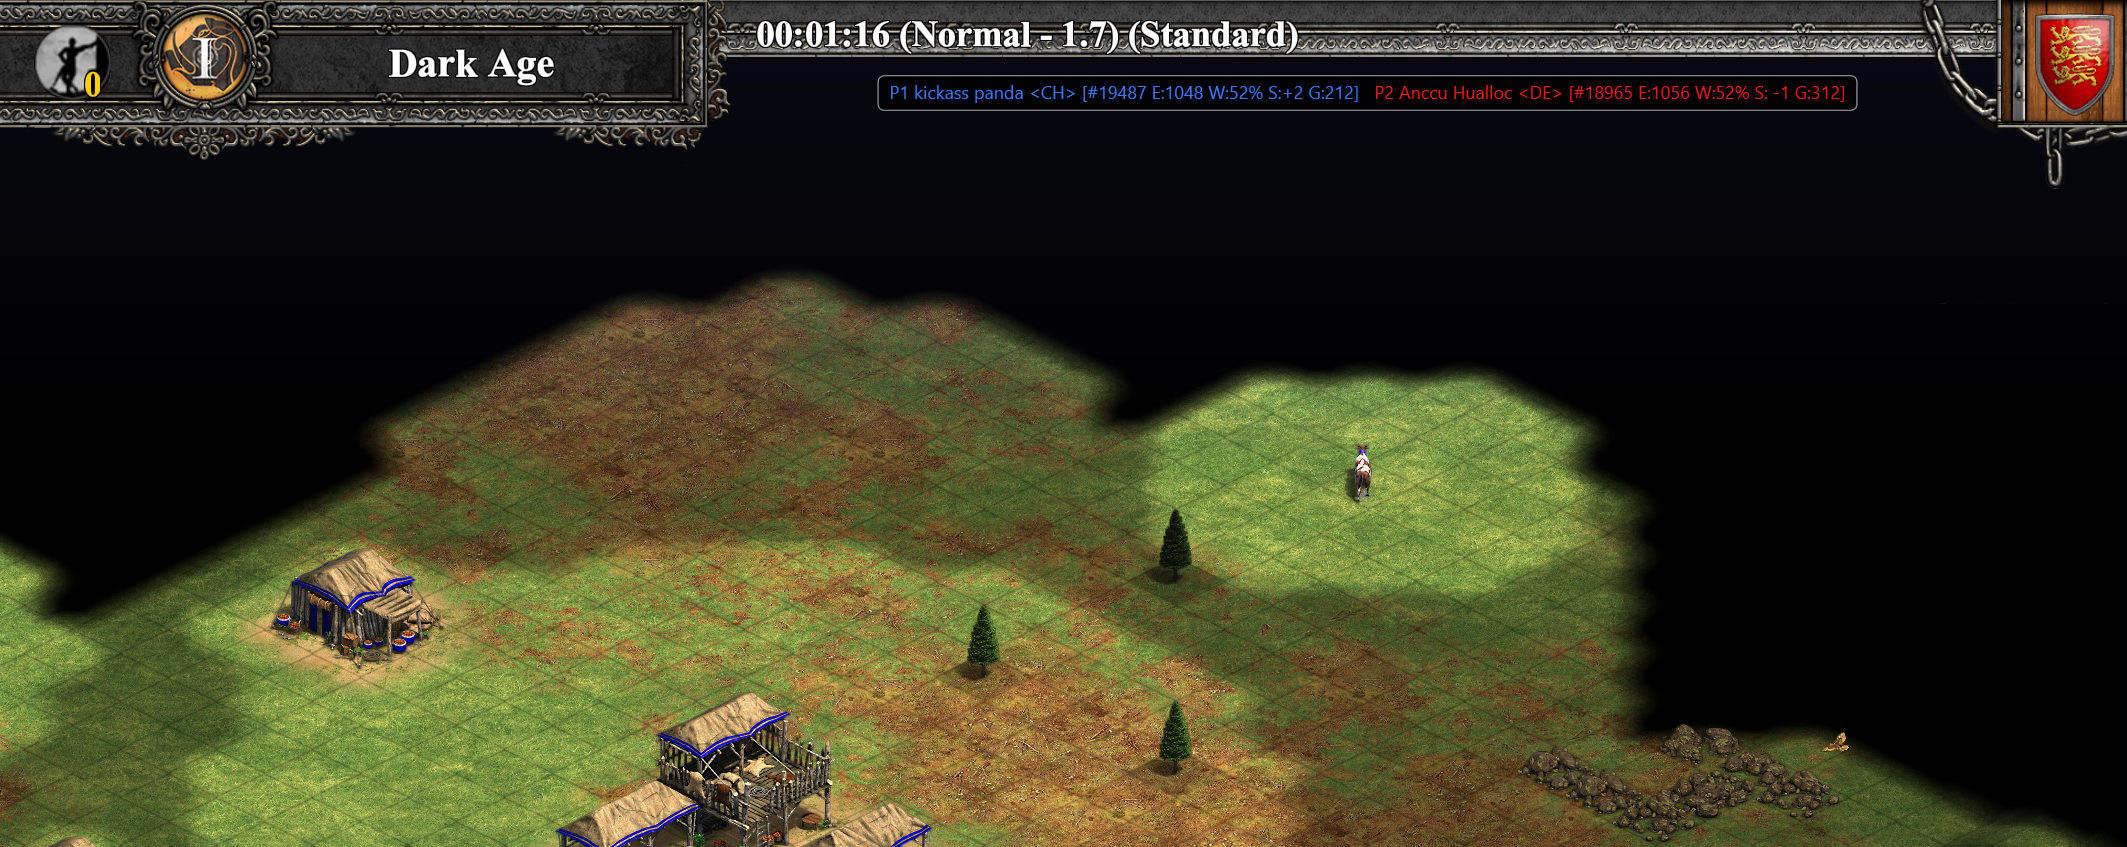 00:01:16 (Normal - 1.7) (Standard)
0 I Dark Age
P1 kickass panda <CH> [#19487 E:1048 W:52% S:+2 G:212] P2 Anccu Hualloc <DE> [#18965 E:1056 W:52% S: -1 G:312]